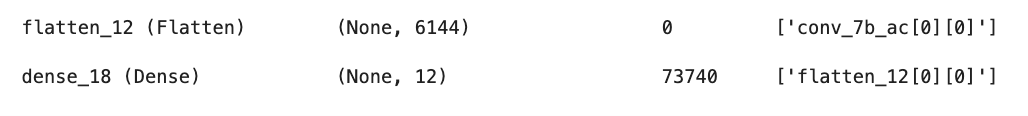 flatten_12 (Flatten) (None, 6144) 0 ['conv_7b_ac[0][0]']
dense_18 (Dense) (None, 12) 73740 ['flatten_12[0][0]']